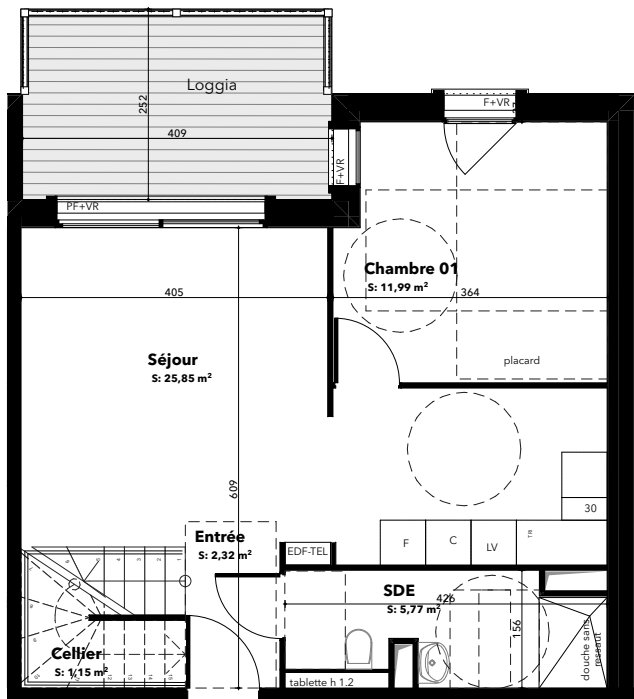 Loggia
252
409
F+VR
F+VR
PF+VR
Chambre 01
S: 11,99 m²
405
364
Séjour
S: 25,85 m²
placard
609
30
Entrée
S: 2,32 m²
EDF-TEL
F
C
LV
TRI
SDE
S: 5,77 m²
426
156
Cellier
S: 1,15 m²
tablette h 1.2
douche sans
ressaut